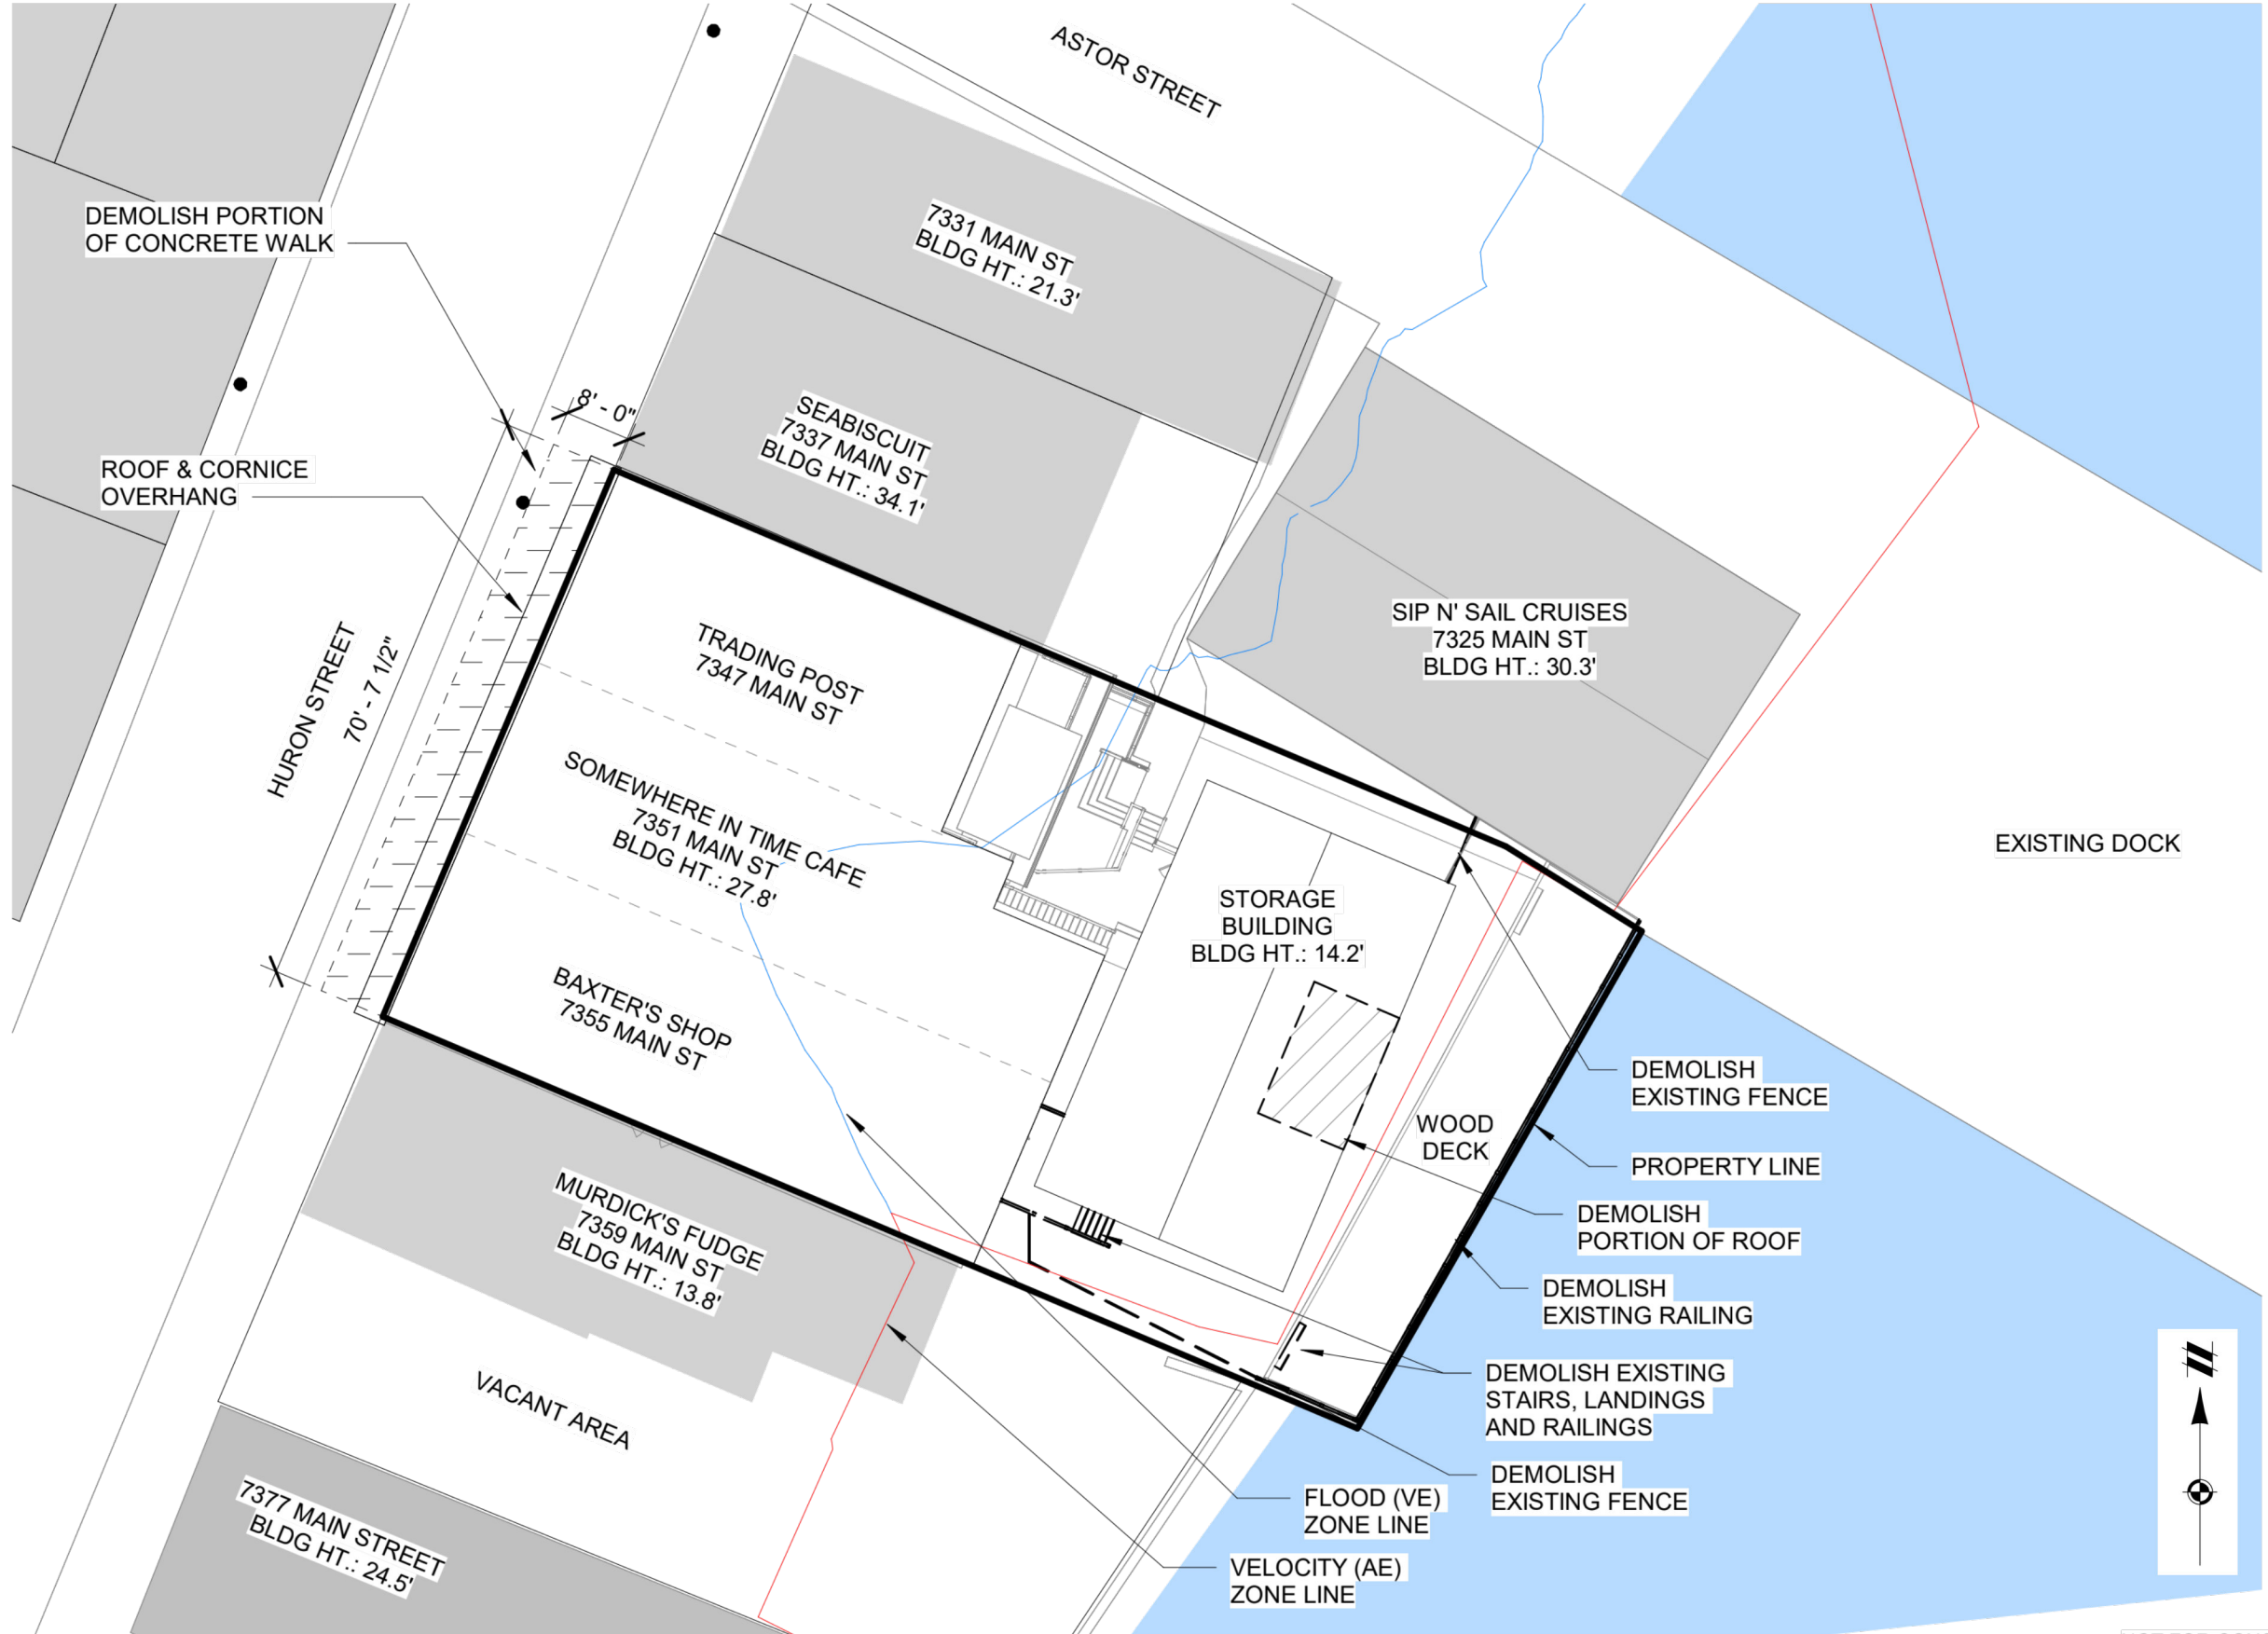 ASTOR STREET
DEMOLISH PORTION
OF CONCRETE WALK
7331 MAIN ST
BLDG HT.: 21.3'
8' - 0"
SEABISCUIT
7337 MAIN ST
BLDG HT.: 34.1'
ROOF & CORNICE
OVERHANG
SIP N' SAIL CRUISES
7325 MAIN ST
BLDG HT.: 30.3'
HURON STREET
70' - 7 1/2"
TRADING POST
7347 MAIN ST
SOMEWHERE IN TIME CAFE
7351 MAIN ST
BLDG HT.: 27.8'
EXISTING DOCK
STORAGE
BUILDING
BLDG HT.: 14.2'
BAXTER'S SHOP
7355 MAIN ST
DEMOLISH
EXISTING FENCE
WOOD
DECK
PROPERTY LINE
MURDICK'S FUDGE
7359 MAIN ST
BLDG HT.: 13.8'
DEMOLISH
PORTION OF ROOF
DEMOLISH
EXISTING RAILING
VACANT AREA
DEMOLISH EXISTING
STAIRS, LANDINGS
AND RAILINGS
DEMOLISH
EXISTING FENCE
FLOOD (VE)
ZONE LINE
7377 MAIN STREET
BLDG HT.: 24.5'
VELOCITY (AE)
ZONE LINE